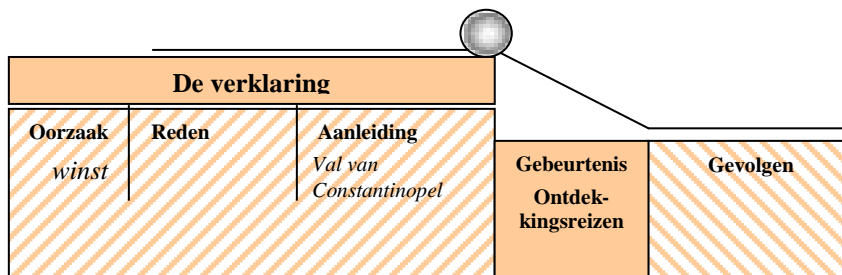 De verklaring
Oorzaak
winst
Reden
Aanleiding
Val van
Constantinopel
Gebeurtenis
Ontdek-
kingsreizen
Gevolgen